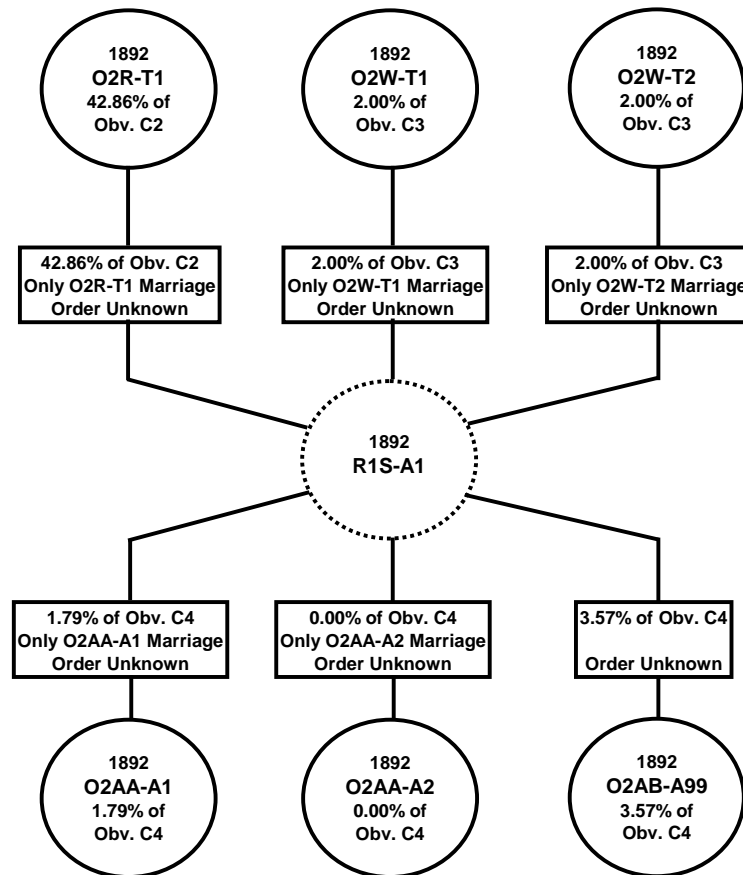 1892
O2R-T1
42.86% of
Obv. C2
1892
O2W-T1
2.00% of
Obv. C3
1892
O2W-T2
2.00% of
Obv. C3
42.86% of Obv. C2
Only O2R-T1 Marriage
Order Unknown
2.00% of Obv. C3
Only O2W-T1 Marriage
Order Unknown
2.00% of Obv. C3
Only O2W-T2 Marriage
Order Unknown
1892
R1S-A1
1.79% of Obv. C4
Only O2AA-A1 Marriage
Order Unknown
0.00% of Obv. C4
Only O2AA-A2 Marriage
Order Unknown
3.57% of Obv. C4
Order Unknown
1892
O2AA-A1
1.79% of
Obv. C4
1892
O2AA-A2
0.00% of
Obv. C4
1892
O2AB-A99
3.57% of
Obv. C4